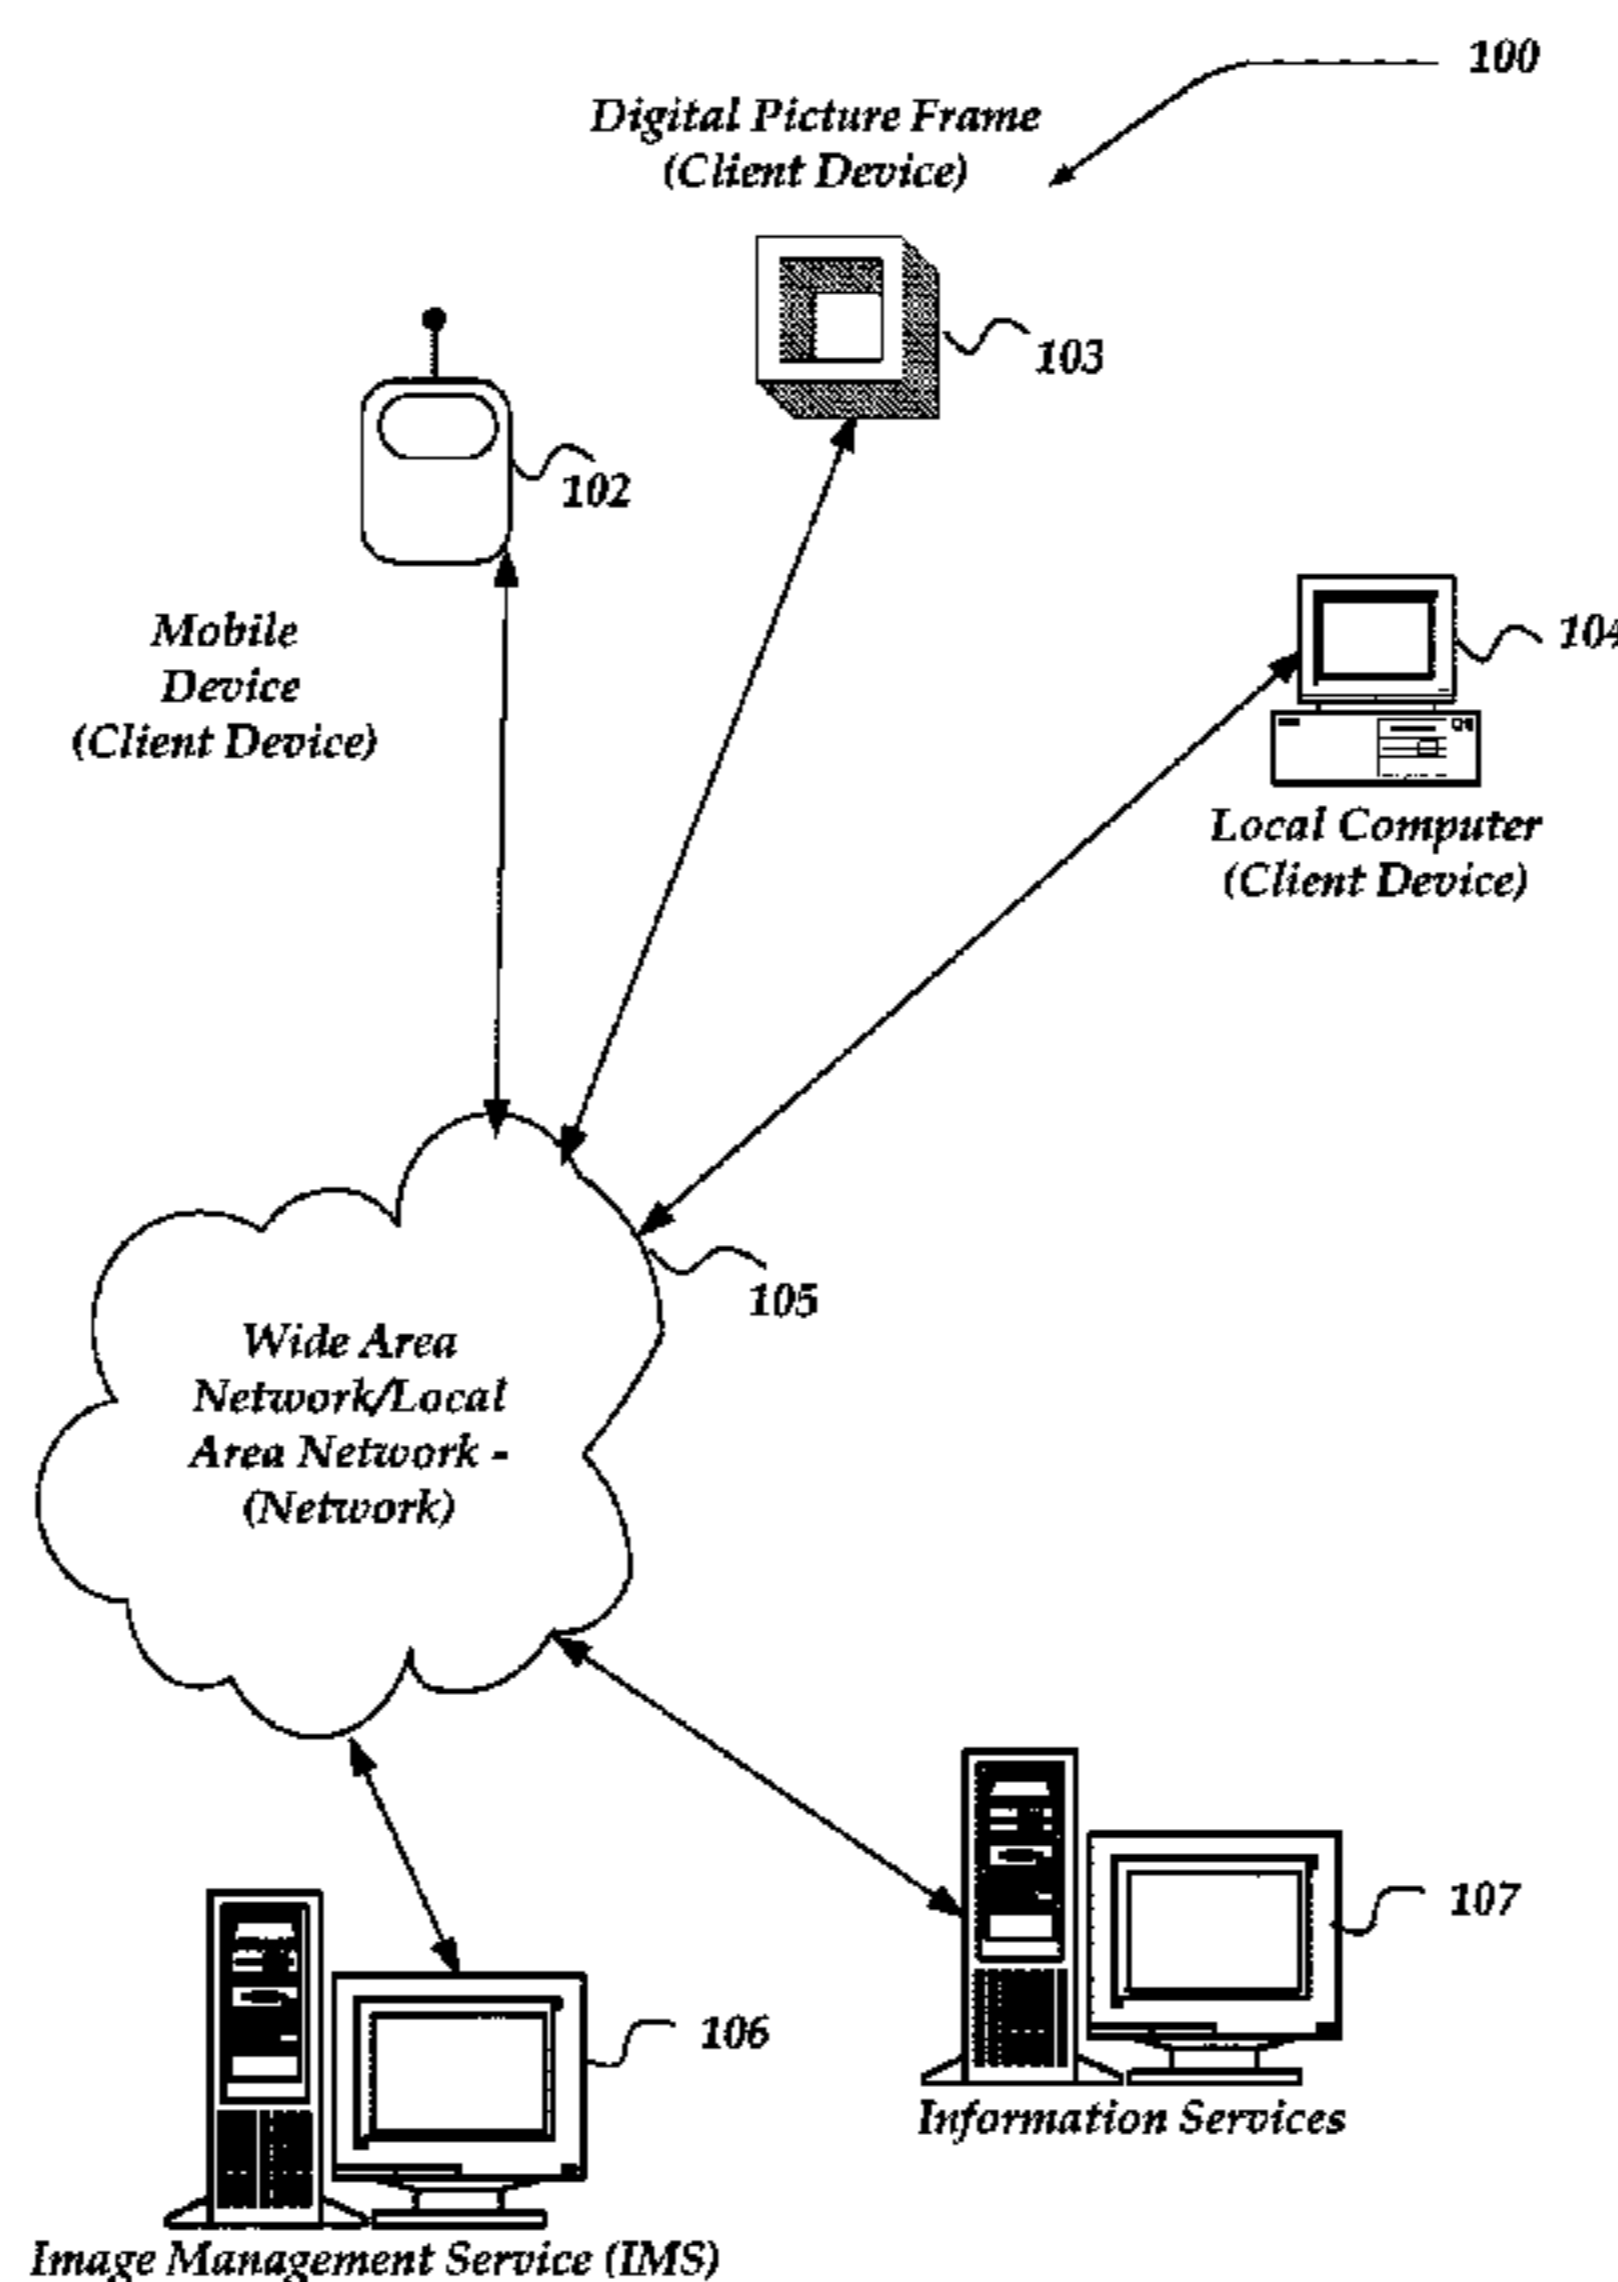 100
Digital Picture Frame
(Client Device)
103
102
Mobile
Device
(Client Device)
104
Local Computer
(Client Device)
105
Wide Area
Network/Local
Area Network -
(Network)
107
106
Information Services
Image Management Service (IMS)